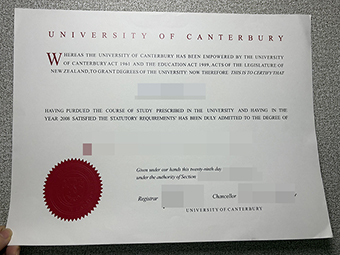 UNIVERSITY OF CANTERBURY
WHEREAS THE UNIVERSITY OF CANTERBURY HAS BEEN EMPOWERED BY THE UNIVERSITY
OF CANTERBURY ACT 1961 AND THE EDUCATION ACT 1989, ACTS OF THE LEGISLATURE OF
NEW ZEALAND, TO GRANT DEGREES OF THE UNIVERSITY: NOW THEREFORE THIS IS TO CERTIFY THAT
HAVING PURDUED THE COURSE OF STUDY PRESCRIBED IN THE UNIVERSITY AND HAVING IN THE
YEAR 2008 SATISFIED THE STATUTORY REQUIREMENTS' HAS BEEN DULY ADMITTED TO THE DEGREE OF
Given under our hands this twenty-ninth day
under the authority of Section
Registrar Chancellor
UNIVERSITY OF CANTERBURY